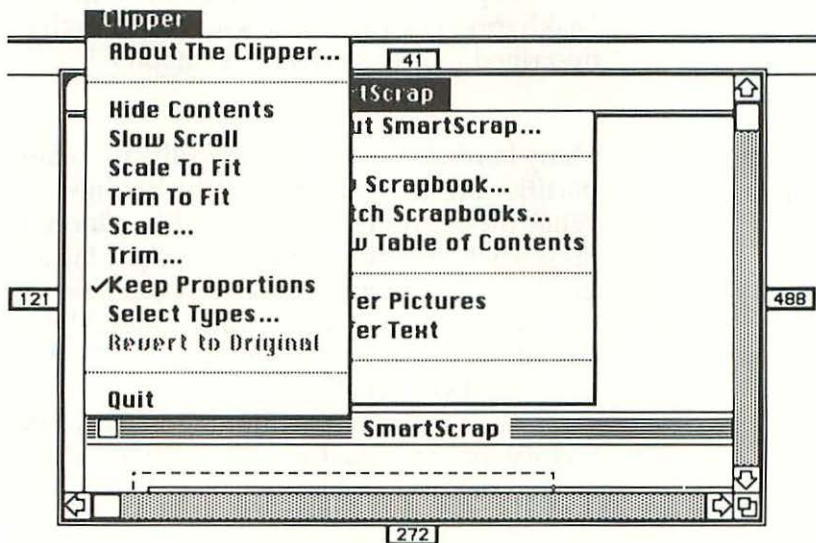 Clipper
About The Clipper...
41
tScrap
Hide Contents
ut SmartScrap...
Slow Scroll
Scale To Fit
Scrapbook...
Trim To Fit
tch Scrapbooks...
Scale...
w Table of Contents
Trim...
121
✓Keep Proportions
fer Pictures
488
Select Types...
fer Text
Revert to Original
Quit
SmartScrap
272